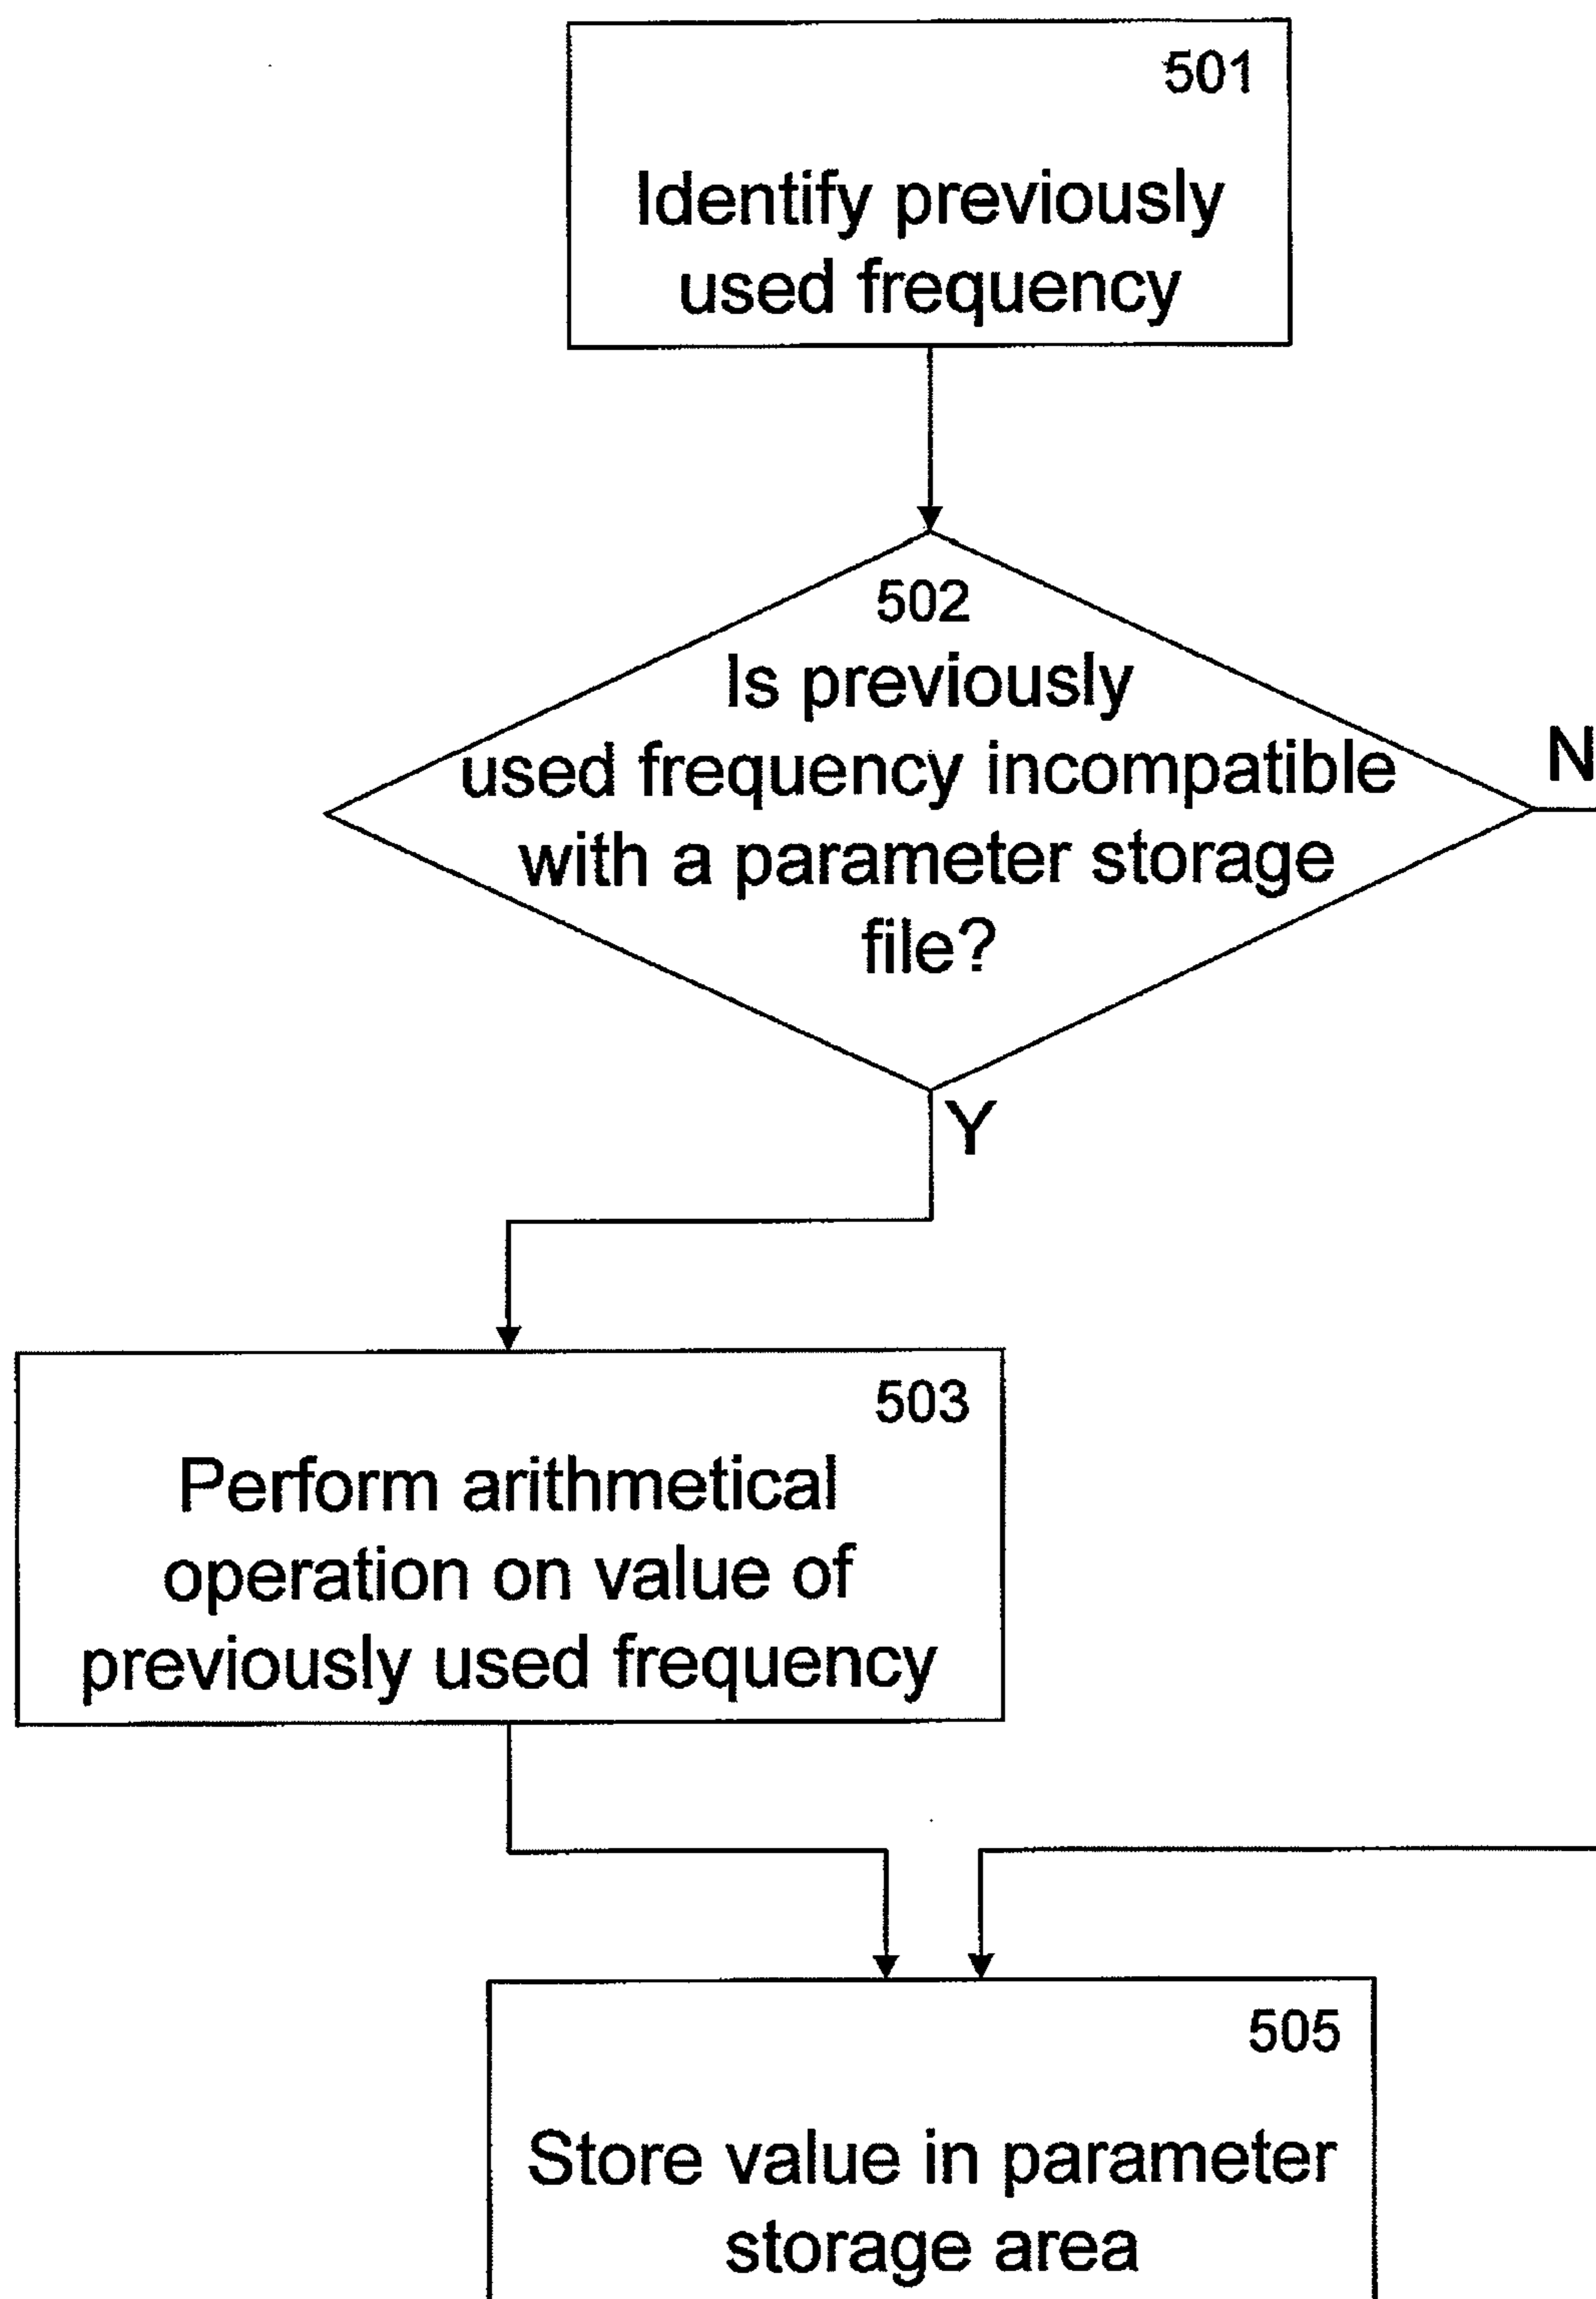 501
Identify previously
used frequency
502
Is previously
used frequency incompatible
with a parameter storage
file?
N
Y
503
Perform arithmetical
operation on value of
previously used frequency
505
Store value in parameter
storage area